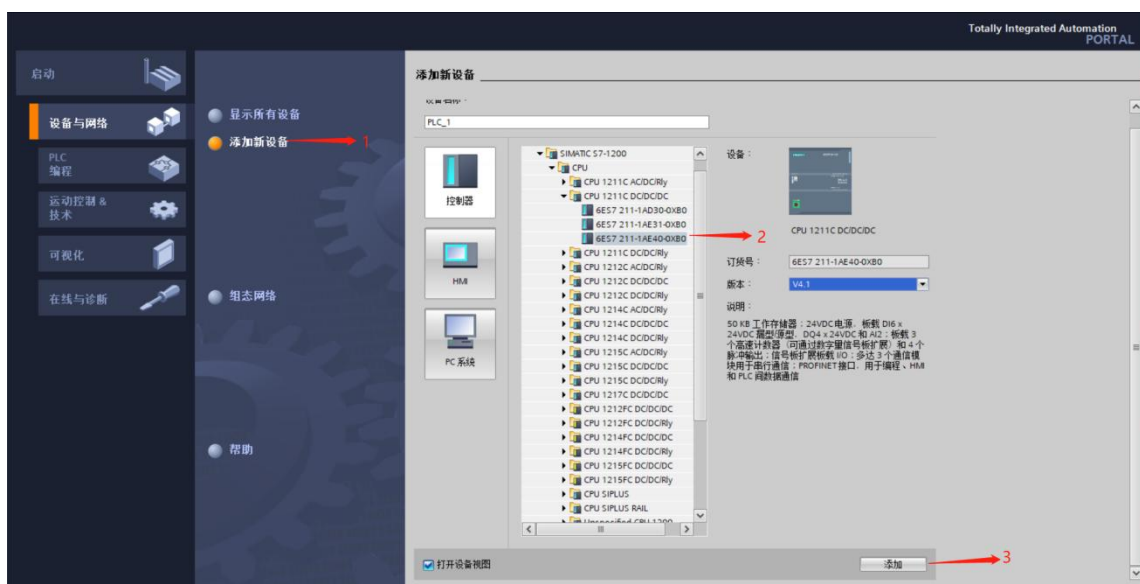 Totally Integrated Automation
PORTAL
启动
设备与网络
PLC
编程
运动控制 &
技术
可视化
在线与诊断
显示所有设备
添加新设备
1
组态网络
帮助
添加新设备
设备名称：
PLC_1
控制器
HMI
PC 系统
SIMATIC S7-1200
CPU
CPU 1211C AC/DC/Rly
CPU 1211C DC/DC/DC
6ES7 211-1AD30-0XB0
6ES7 211-1AE31-0XB0
6ES7 211-1AE40-0XB0
2
CPU 1211C DC/DC/Rly
CPU 1212C AC/DC/Rly
CPU 1212C DC/DC/DC
CPU 1212C DC/DC/Rly
CPU 1214C AC/DC/Rly
CPU 1214C DC/DC/DC
CPU 1214C DC/DC/Rly
CPU 1215C AC/DC/Rly
CPU 1215C DC/DC/DC
CPU 1215C DC/DC/Rly
CPU 1217C DC/DC/DC
CPU 1212FC DC/DC/DC
CPU 1212FC DC/DC/Rly
CPU 1214FC DC/DC/DC
CPU 1214FC DC/DC/Rly
CPU 1215FC DC/DC/DC
CPU 1215FC DC/DC/Rly
CPU SIPLUS
CPU SIPLUS RAIL
Unspecified CPU 1200
设备：
CPU 1211C DC/DC/DC
订货号：
6ES7 211-1AE40-0XB0
版本：
V4.1
说明：
50 KB 工作存储器；24VDC 电源，板载 DI6 x
24VDC 漏型/源型，DQ4 x 24VDC 和 AI2；板载 3
个高速计数器（可通过数字量信号板扩展）和 4 个
脉冲输出；信号板扩展板载 I/O；多达 3 个通信模
块用于串行通信；PROFINET 接口，用于编程、HMI
和 PLC 间数据通信
打开设备视图
添加
3